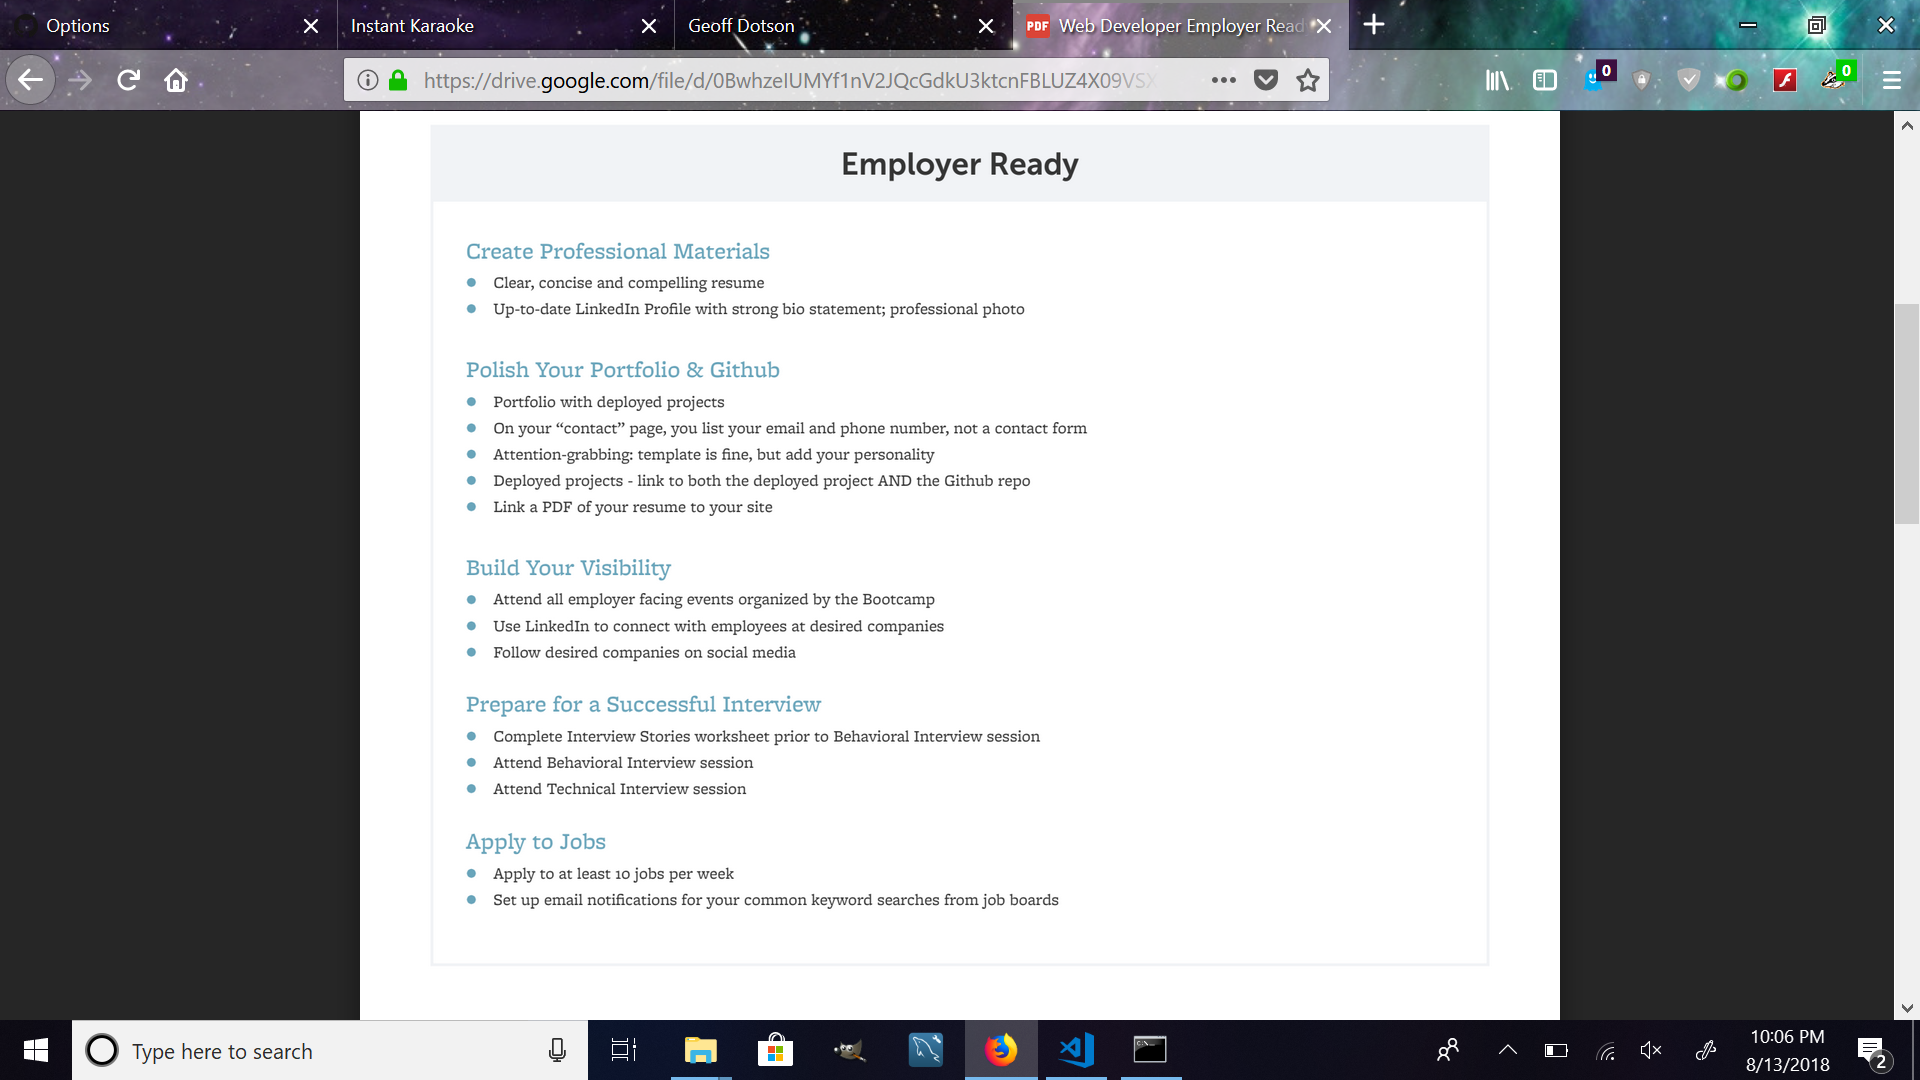 Options
Instant Karaoke
Geoff Dotson
PDF Web Developer Employer Read
https://drive.google.com/file/d/0BwhzeIUMYf1nV2JQcGdkU3ktcnFBLUZ4X09VSX
0
0
Employer Ready
Create Professional Materials
Clear, concise and compelling resume
Up-to-date LinkedIn Profile with strong bio statement; professional photo
Polish Your Portfolio & Github
Portfolio with deployed projects
On your “contact” page, you list your email and phone number, not a contact form
Attention-grabbing: template is fine, but add your personality
Deployed projects - link to both the deployed project AND the Github repo
Link a PDF of your resume to your site
Build Your Visibility
Attend all employer facing events organized by the Bootcamp
Use LinkedIn to connect with employees at desired companies
Follow desired companies on social media
Prepare for a Successful Interview
Complete Interview Stories worksheet prior to Behavioral Interview session
Attend Behavioral Interview session
Attend Technical Interview session
Apply to Jobs
Apply to at least 10 jobs per week
Set up email notifications for your common keyword searches from job boards
Type here to search
10:06 PM
8/13/2018
2